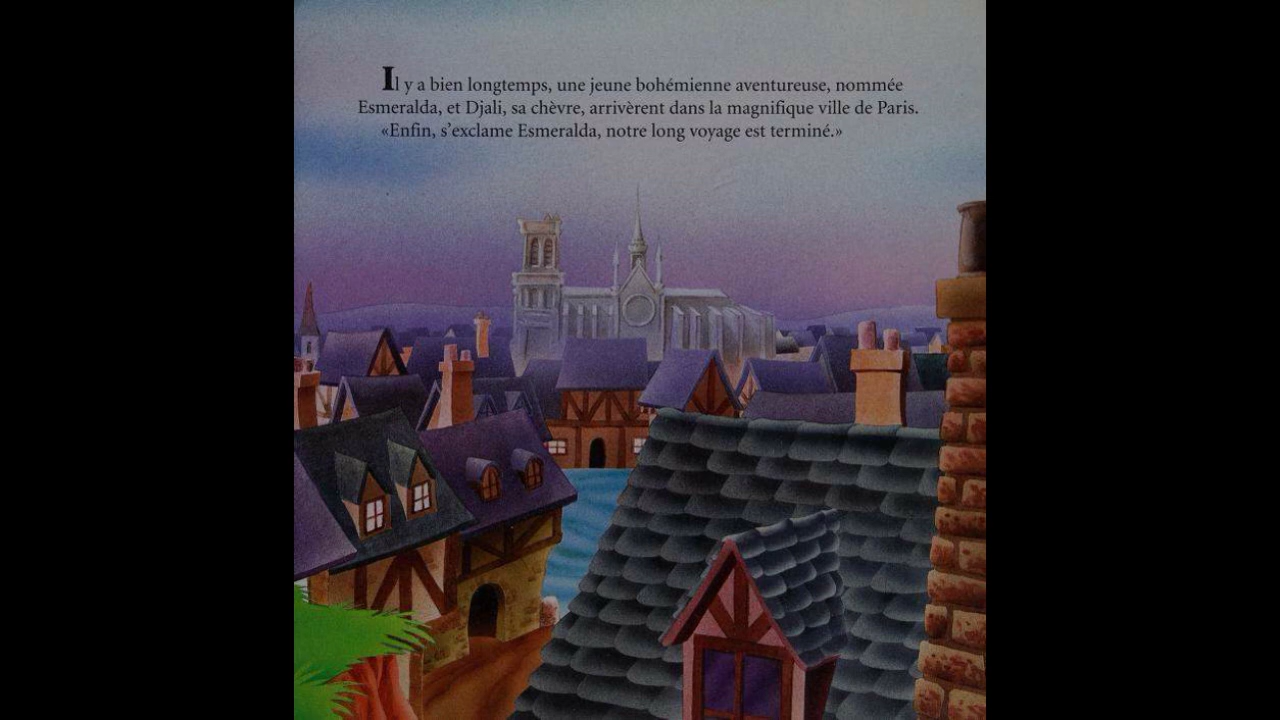 Il y a bien longtemps, une jeune bohémienne aventureuse, nommée
Esmeralda, et Djali, sa chèvre, arrivèrent dans la magnifique ville de Paris.
«Enfin, s’exclame Esmeralda, notre long voyage est terminé.»